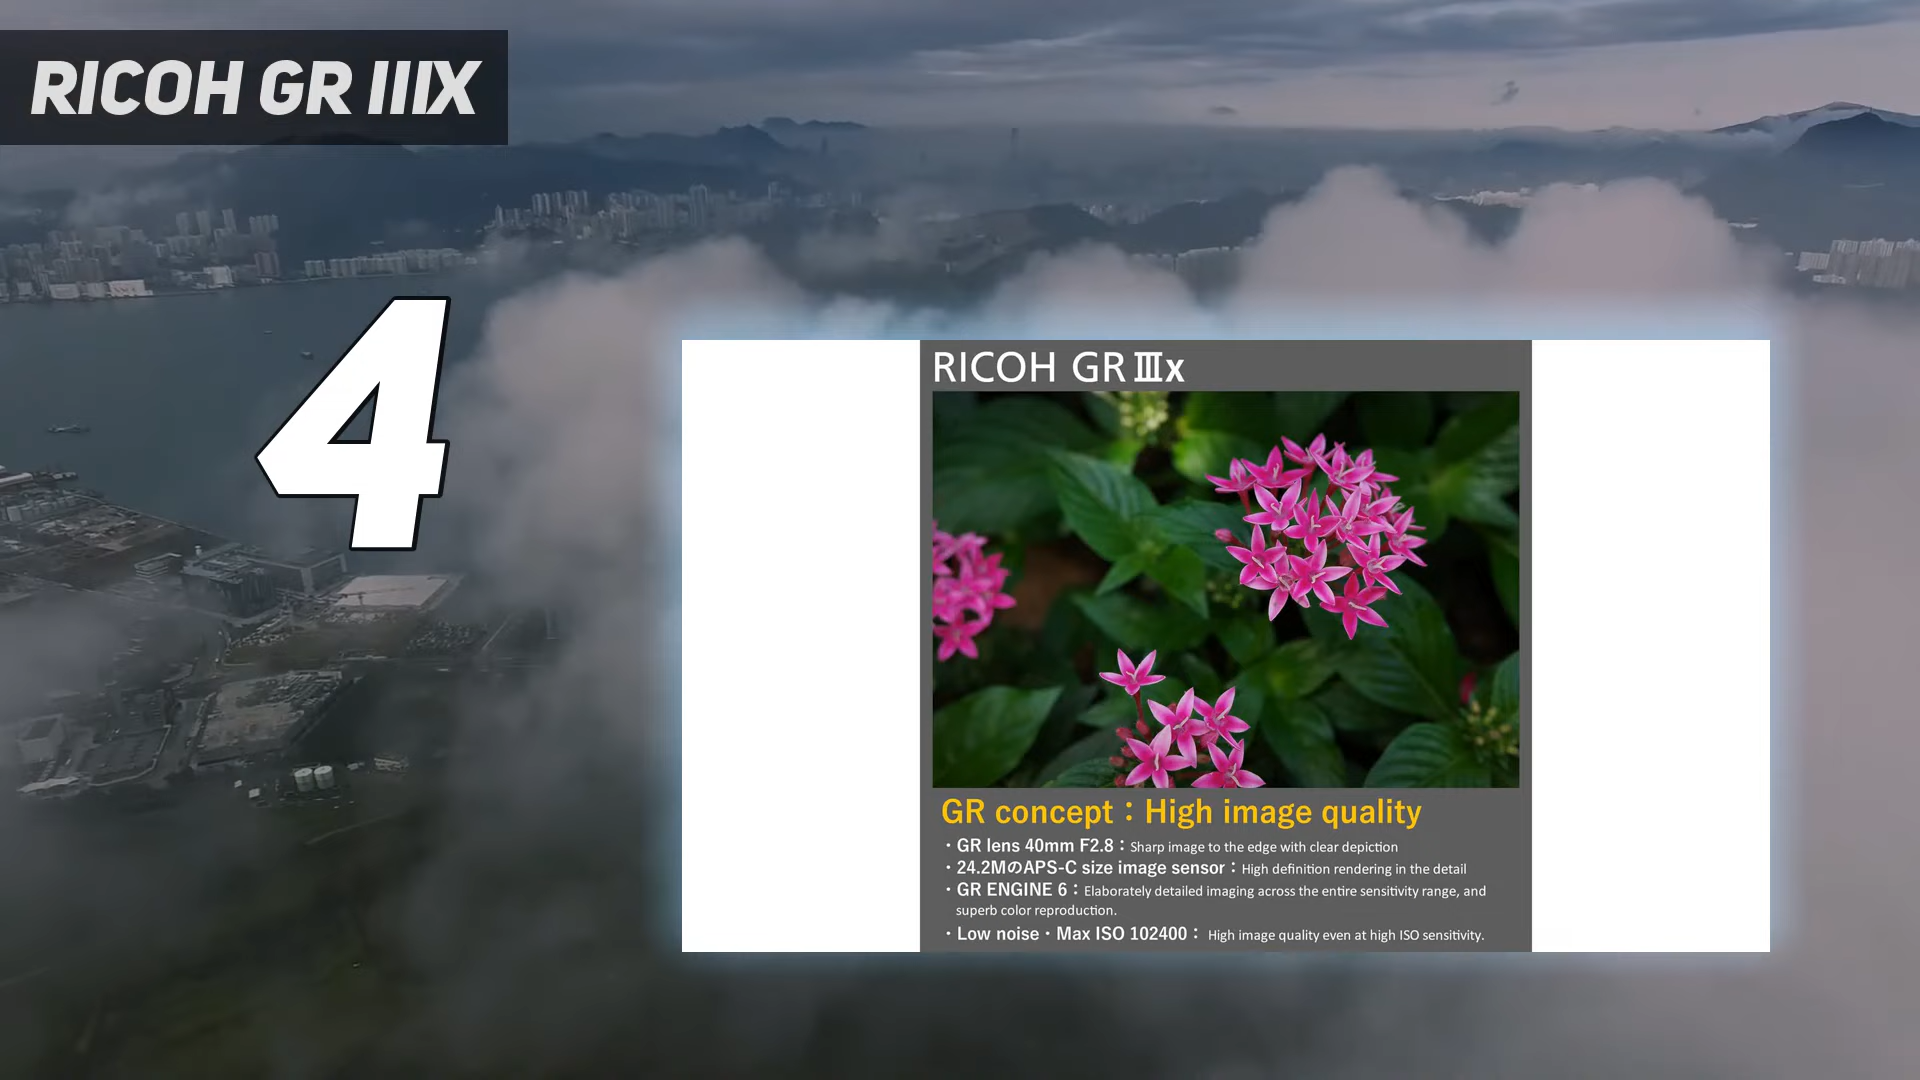 RICOH GR IIIX
4
RICOH GR Ⅲx
GR concept：High image quality
・GR lens 40mm F2.8：Sharp image to the edge with clear depiction
・24.2MのAPS-C size image sensor：High definition rendering in the detail
・GR ENGINE 6：Elaborately detailed imaging across the entire sensitivity range, and
superb color reproduction.
・Low noise・Max ISO 102400： High image quality even at high ISO sensitivity.